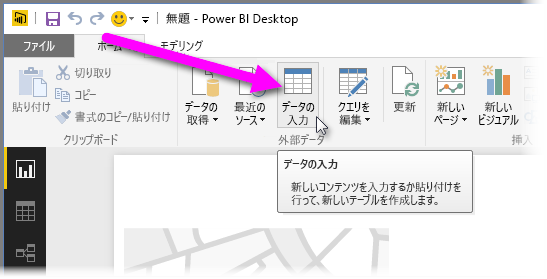 無題 - Power BI Desktop
ファイル ホーム モデリング
貼り付け
切り取り
コピー
書式のコピー/貼り付け
クリップボード
データの
取得
最近の
ソース
データの
入力
クエリを
編集
更新
外部データ
新しい
ページ
新しい
ビジュアル
挿入
データの入力
新しいコンテンツを入力するか貼り付けを
行って、新しいテーブルを作成します。